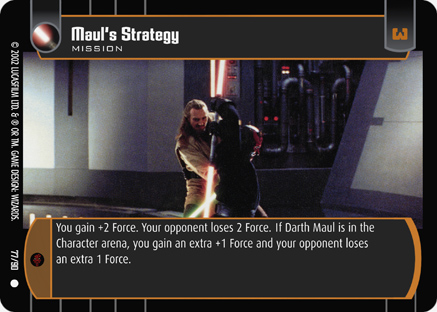 Maul's Strategy
MISSION
3
You gain +2 Force. Your opponent loses 2 Force. If Darth Maul is in the
Character arena, you gain an extra +1 Force and your opponent loses
an extra 1 Force.
© 2002 LUCASFILM LTD. & ® OR TM. GAME DESIGN: WIZARDS.
77/90